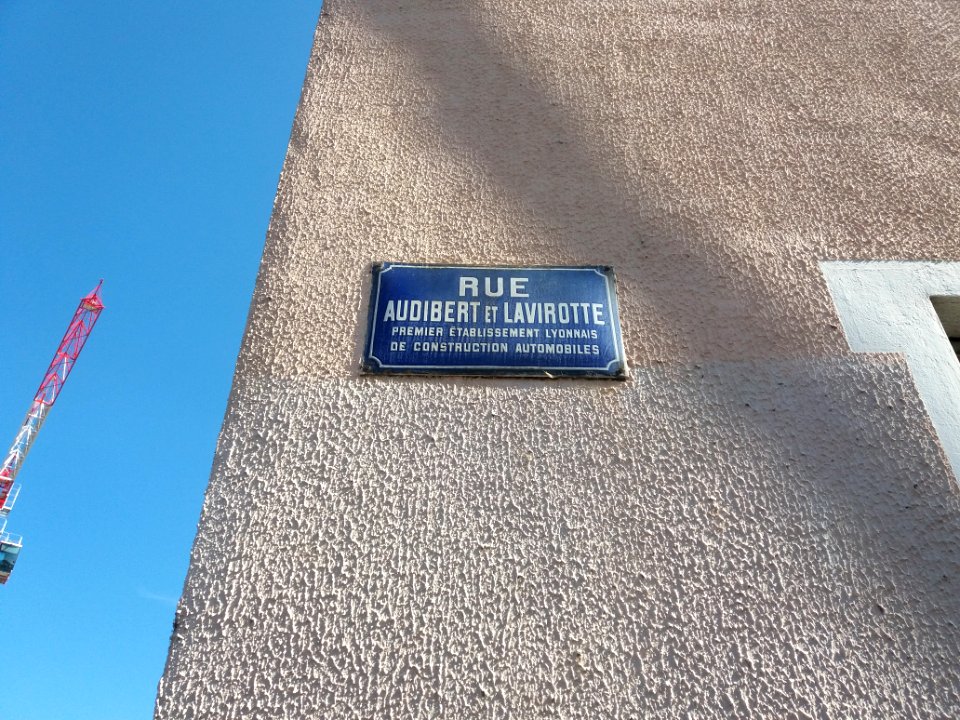 RUE
AUDIBERT ET LAVIROTTE
PREMIER ÉTABLISSEMENT LYONNAIS
DE CONSTRUCTION AUTOMOBILES